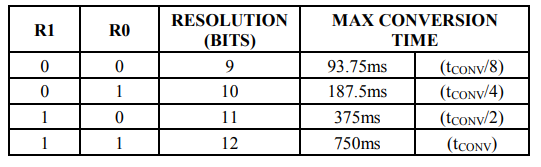 R1 R0 RESOLUTION (BITS) MAX CONVERSION TIME
0 0 9 93.75ms (tCONV/8)
0 1 10 187.5ms (tCONV/4)
1 0 11 375ms (tCONV/2)
1 1 12 750ms (tCONV)